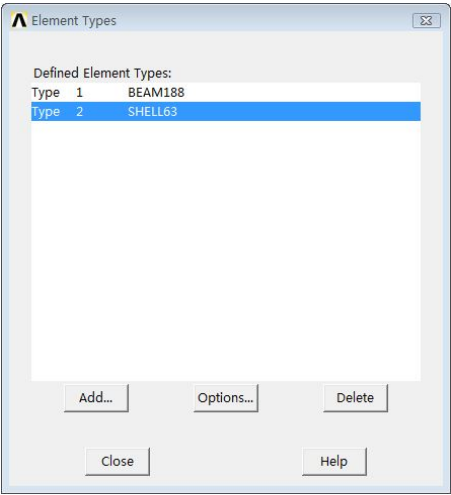 Element Types
Defined Element Types:
Type 1 BEAM188
Type 2 SHELL63
Add... Options... Delete
Close Help